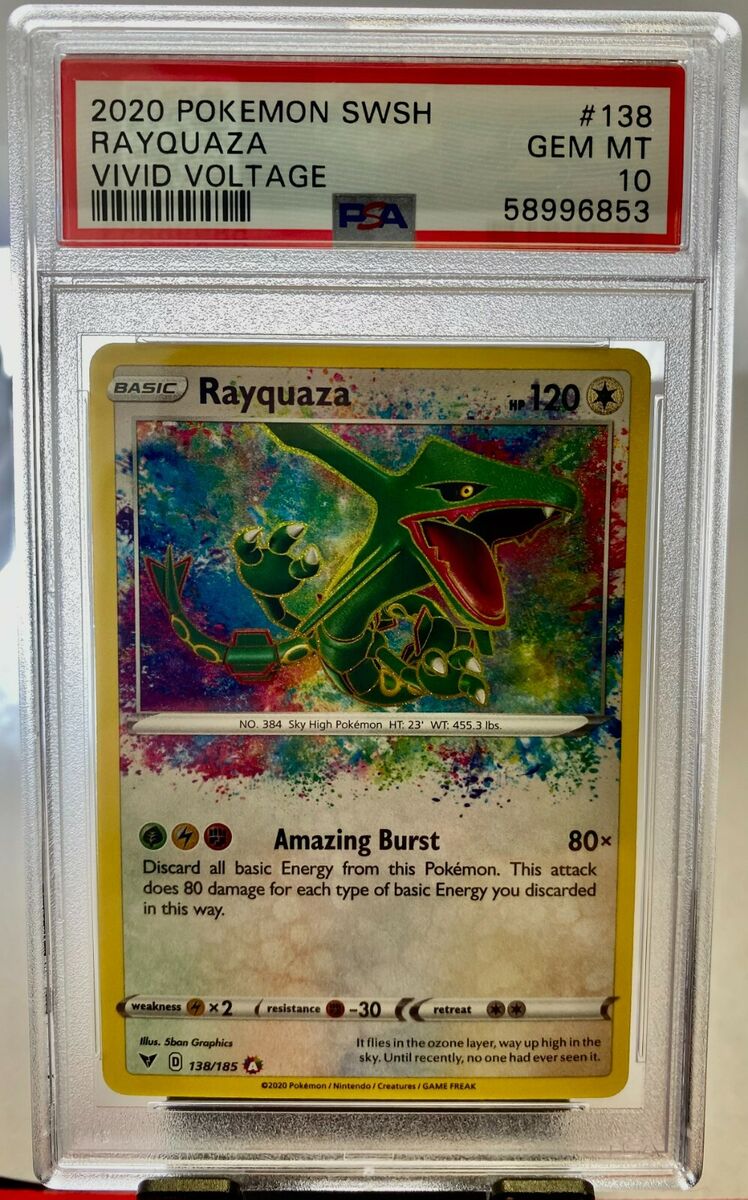 2020 POKEMON SWSH #138
RAYQUAZA GEM MT
VIVID VOLTAGE 10
PSA 58996853
BASIC Rayquaza HP 120
NO. 384 Sky High Pokémon HT: 23' WT: 455.3 lbs.
Amazing Burst 80×
Discard all basic Energy from this Pokémon. This attack
does 80 damage for each type of basic Energy you discarded
in this way.
weakness ×2 resistance -30 retreat
Illus. 5ban Graphics
It flies in the ozone layer, way up high in the
sky. Until recently, no one had ever seen it.
D 138/185 A
©2020 Pokémon / Nintendo / Creatures / GAME FREAK